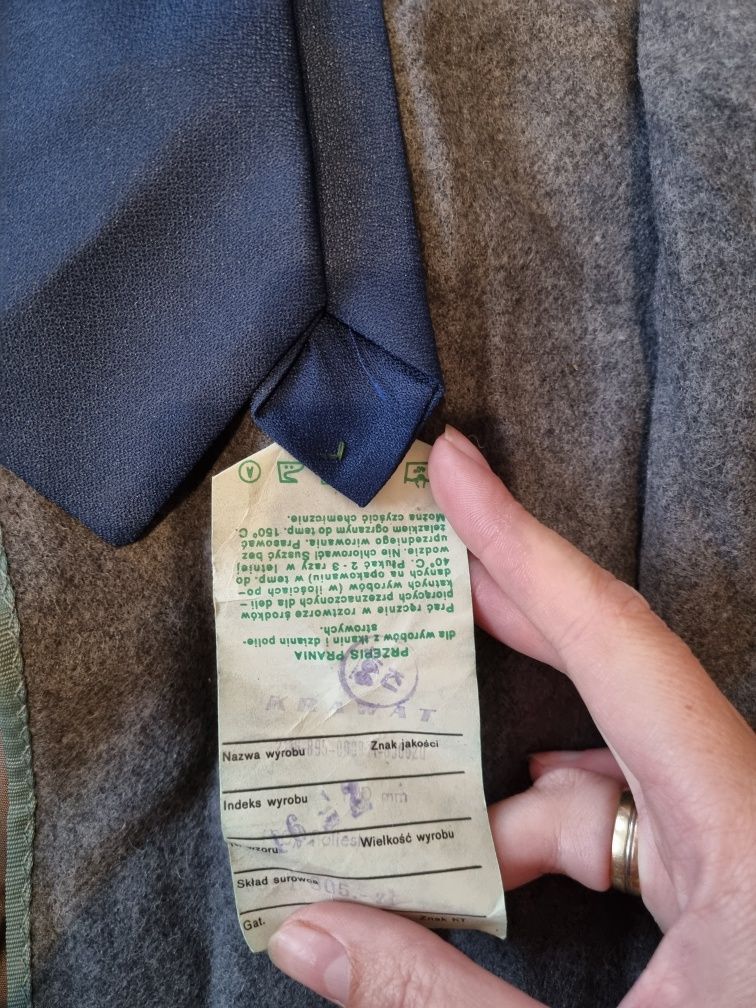 PRZEPIS PRANIA
dla wyrobów z tkanin i dzianin polie-
strowych.
Prać ręcznie w roztworze środków
piorących przeznaczonych dla deli-
katnych wyrobów (w ilościach po-
danych na opakowaniu) w temp. do
40°C. Płukać 2-3 razy w letniej
wodzie. Nie chlorować! Suszyć bez
uprzedniego wirowania. Prasować
żelazkiem ogrzanym do temp. 150°C.
Można czyścić chemicznie.
A
KRAWAT
Nazwa wyrobu Znak jakości
Indeks wyrobu
mm
wzoru Wielkość wyrobu
Skład surowca
Gat. Znak KT